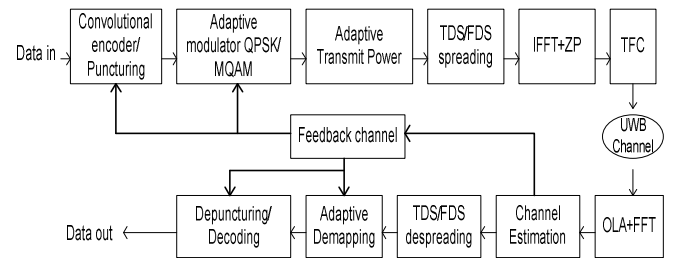 Data in
Convolutional
encoder/
Puncturing
Adaptive
modulator QPSK/
MQAM
Adaptive
Transmit Power
TDS/FDS
spreading
IFFT+ZP
TFC
UWB
Channel
Feedback channel
Data out
Depuncturing/
Decoding
Adaptive
Demapping
TDS/FDS
despreading
Channel
Estimation
OLA+FFT